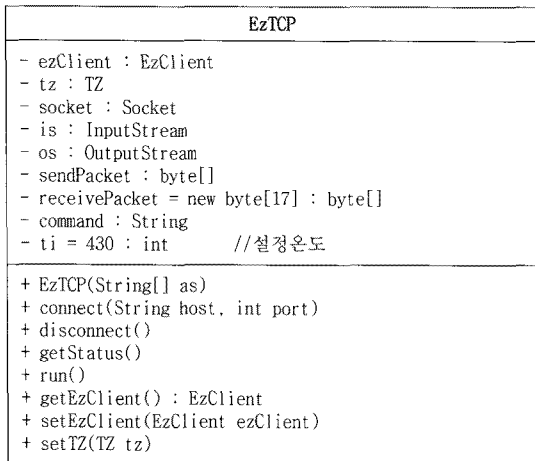 EzTCP
- ezClient : EzClient
- tz : TZ
- socket : Socket
- is : InputStream
- os : OutputStream
- sendPacket : byte[]
- receivePacket = new byte[17] : byte[]
- command : String
- ti = 430 : int //설정온도
+ EzTCP(String[] as)
+ connect(String host, int port)
+ disconnect()
+ getStatus()
+ run()
+ getEzClient() : EzClient
+ setEzClient(EzClient ezClient)
+ setTZ(TZ tz)